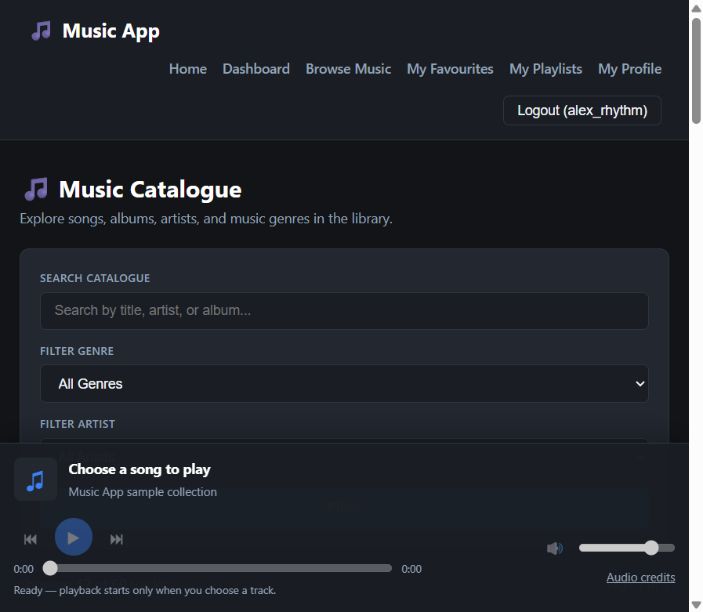 Music App
Home Dashboard Browse Music My Favourites My Playlists My Profile
Logout (alex_rhythm)
Music Catalogue
Explore songs, albums, artists, and music genres in the library.
SEARCH CATALOGUE
Search by title, artist, or album...
FILTER GENRE
All Genres
FILTER ARTIST
Choose a song to play
Music App sample collection
0:00 0:00
Audio credits
Ready — playback starts only when you choose a track.